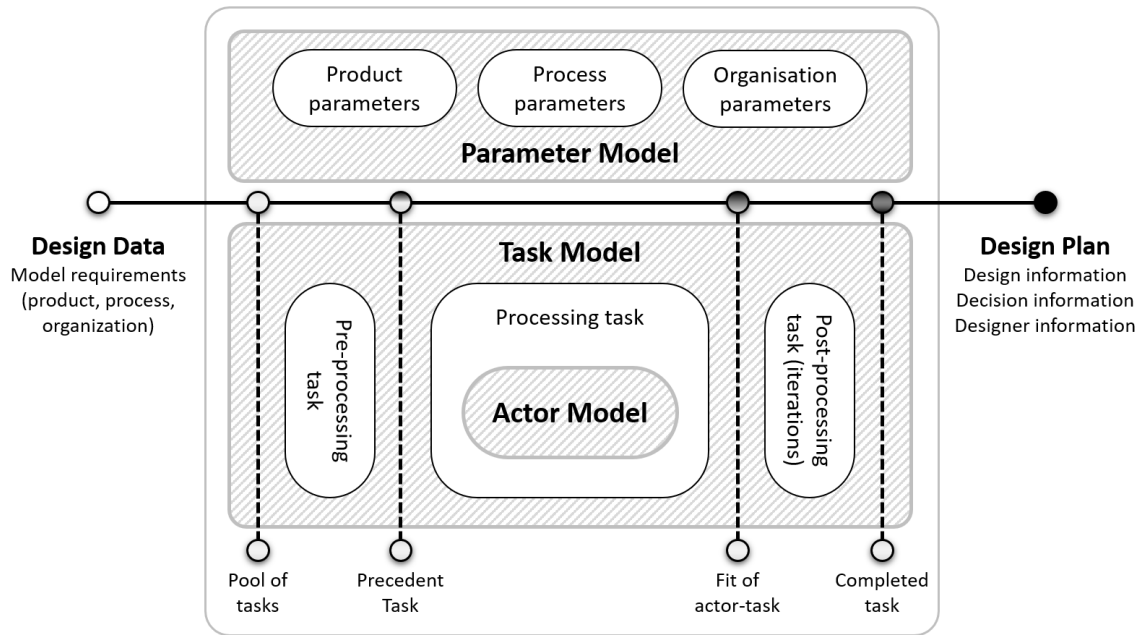 Product
parameters
Process
parameters
Organisation
parameters
Parameter Model
Design Data
Model requirements
(product, process,
organization)
Task Model
Pre-processing
task
Processing task
Actor Model
Post-processing
task (iterations)
Design Plan
Design information
Decision information
Designer information
Pool of
tasks
Precedent
Task
Fit of
actor-task
Completed
task